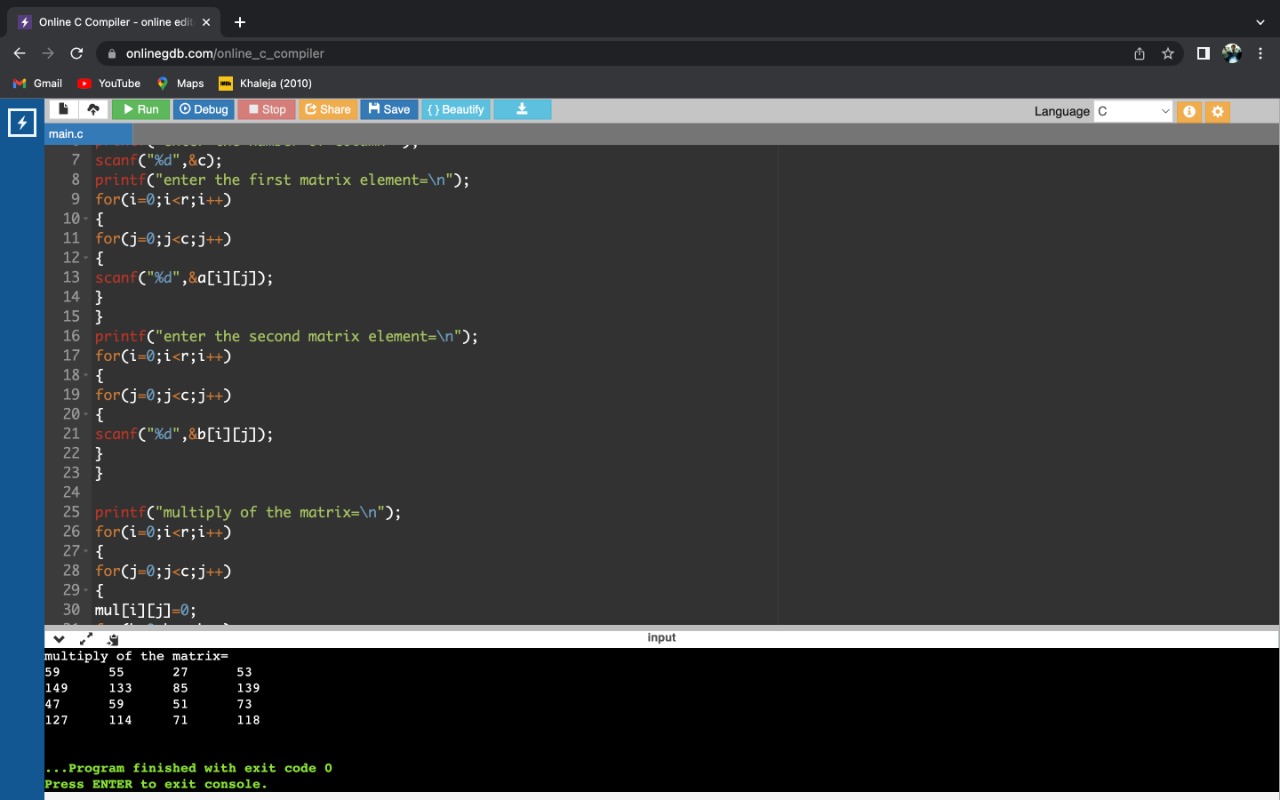 Online C Compiler - online edit
onlinegdb.com/online_c_compiler
Gmail YouTube Maps Khaleja (2010)
Run Debug Stop Share Save {} Beautify Language C
main.c
7 scanf("%d",&c);
8 printf("enter the first matrix element=\n");
9 for(i=0;i<r;i++)
10 {
11 for(j=0;j<c;j++)
12 {
13 scanf("%d",&a[i][j]);
14 }
15 }
16 printf("enter the second matrix element=\n");
17 for(i=0;i<r;i++)
18 {
19 for(j=0;j<c;j++)
20 {
21 scanf("%d",&b[i][j]);
22 }
23 }
24
25 printf("multiply of the matrix=\n");
26 for(i=0;i<r;i++)
27 {
28 for(j=0;j<c;j++)
29 {
30 mul[i][j]=0;
input
multiply of the matrix=
59 55 27 53
149 133 85 139
47 59 51 73
127 114 71 118
...Program finished with exit code 0
Press ENTER to exit console.